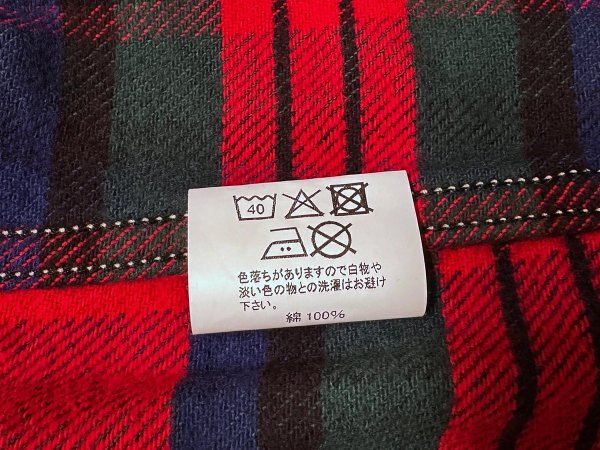 40
色落ちがありますので白物や
淡い色の物との洗濯はお避け
下さい。
綿 100%